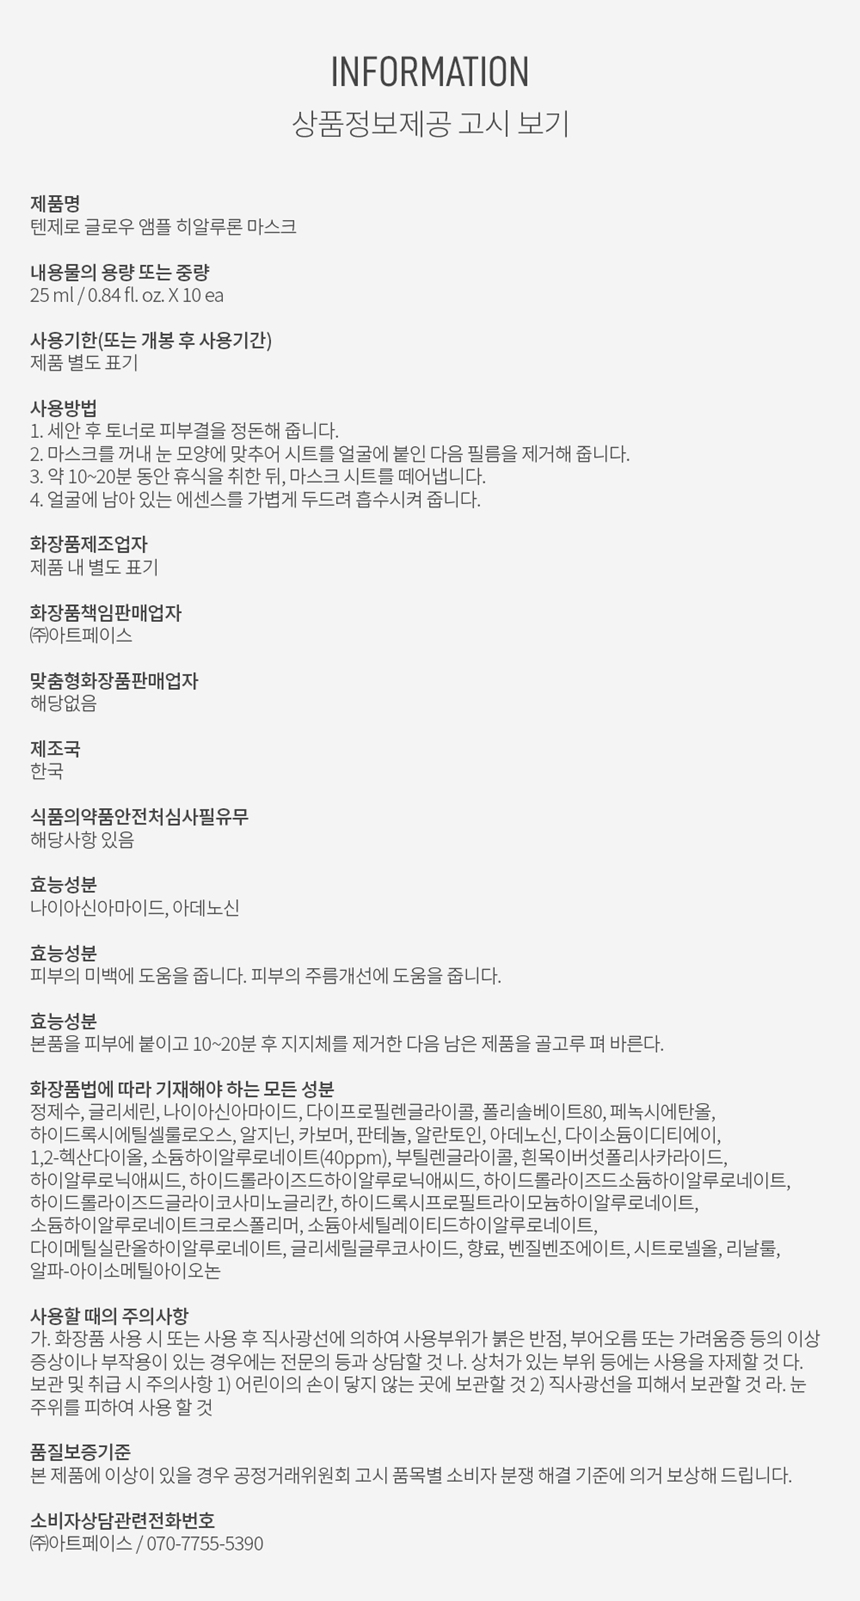 INFORMATION
상품정보제공 고시 보기
제품명
텐제로 글로우 앰플 히알루론 마스크
내용물의 용량 또는 중량
25 ml / 0.84 fl. oz. X 10 ea
사용기한(또는 개봉 후 사용기간)
제품 별도 표기
사용방법
1. 세안 후 토너로 피부결을 정돈해 줍니다.
2. 마스크를 꺼내 눈 모양에 맞추어 시트를 얼굴에 붙인 다음 필름을 제거해 줍니다.
3. 약 10~20분 동안 휴식을 취한 뒤, 마스크 시트를 떼어냅니다.
4. 얼굴에 남아 있는 에센스를 가볍게 두드려 흡수시켜 줍니다.
화장품제조업자
제품 내 별도 표기
화장품책임판매업자
㈜아트페이스
맞춤형화장품판매업자
해당없음
제조국
한국
식품의약품안전처심사필유무
해당사항 있음
효능성분
나이아신아마이드, 아데노신
효능성분
피부의 미백에 도움을 줍니다. 피부의 주름개선에 도움을 줍니다.
효능성분
본품을 피부에 붙이고 10~20분 후 지지체를 제거한 다음 남은 제품을 골고루 펴 바른다.
화장품법에 따라 기재해야 하는 모든 성분
정제수, 글리세린, 나이아신아마이드, 다이프로필렌글라이콜, 폴리솔베이트80, 페녹시에탄올,
하이드록시에틸셀룰로오스, 알지닌, 카보머, 판테놀, 알란토인, 아데노신, 다이소듐이디티에이,
1,2-헥산다이올, 소듐하이알루로네이트(40ppm), 부틸렌글라이콜, 흰목이버섯폴리사카라이드,
하이알루로닉애씨드, 하이드롤라이즈드하이알루로닉애씨드, 하이드롤라이즈드소듐하이알루로네이트,
하이드롤라이즈드글라이코사미노글리칸, 하이드록시프로필트라이모늄하이알루로네이트,
소듐하이알루로네이트크로스폴리머, 소듐아세틸레이티드하이알루로네이트,
다이메틸실란올하이알루로네이트, 글리세릴글루코사이드, 향료, 벤질벤조에이트, 시트로넬올, 리날룰,
알파-아이소메틸아이오논
사용할 때의 주의사항
가. 화장품 사용 시 또는 사용 후 직사광선에 의하여 사용부위가 붉은 반점, 부어오름 또는 가려움증 등의 이상
증상이나 부작용이 있는 경우에는 전문의 등과 상담할 것 나. 상처가 있는 부위 등에는 사용을 자제할 것 다.
보관 및 취급 시 주의사항 1) 어린이의 손이 닿지 않는 곳에 보관할 것 2) 직사광선을 피해서 보관할 것 라. 눈
주위를 피하여 사용 할 것
품질보증기준
본 제품에 이상이 있을 경우 공정거래위원회 고시 품목별 소비자 분쟁 해결 기준에 의거 보상해 드립니다.
소비자상담관련전화번호
㈜아트페이스 / 070-7755-5390